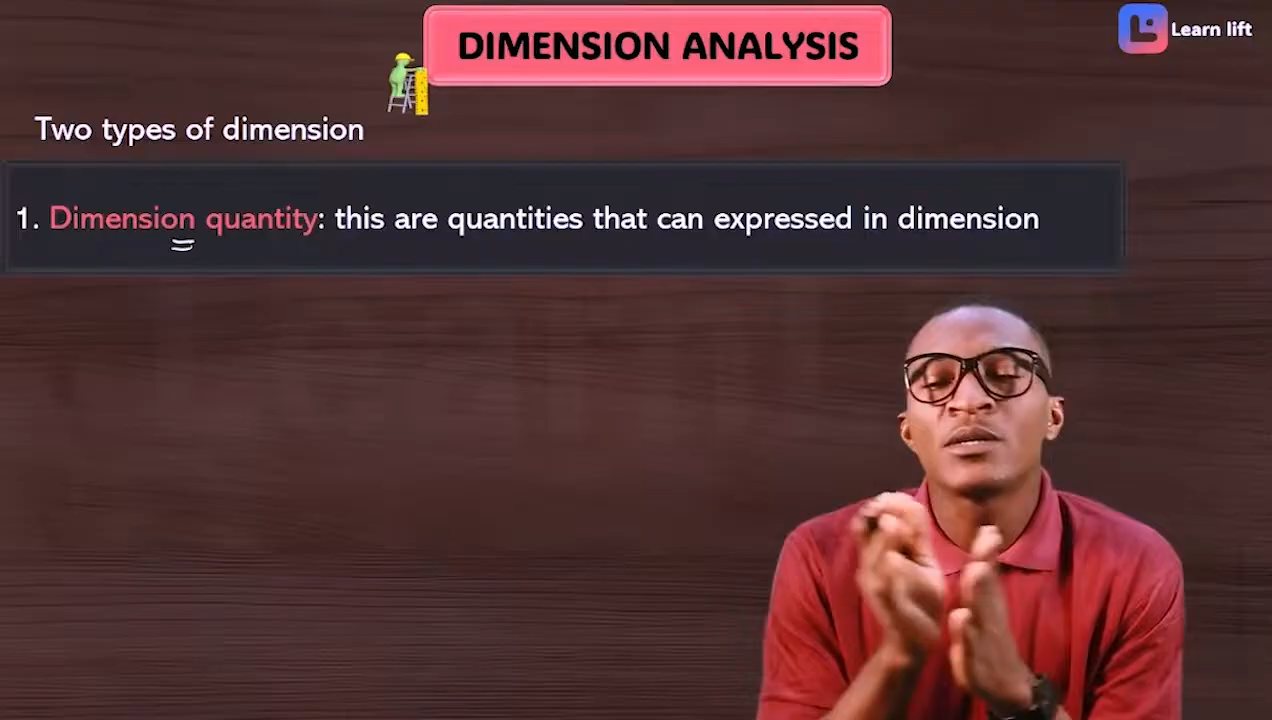 DIMENSION ANALYSIS
Learn lift
Two types of dimension
1. Dimension quantity: this are quantities that can expressed in dimension